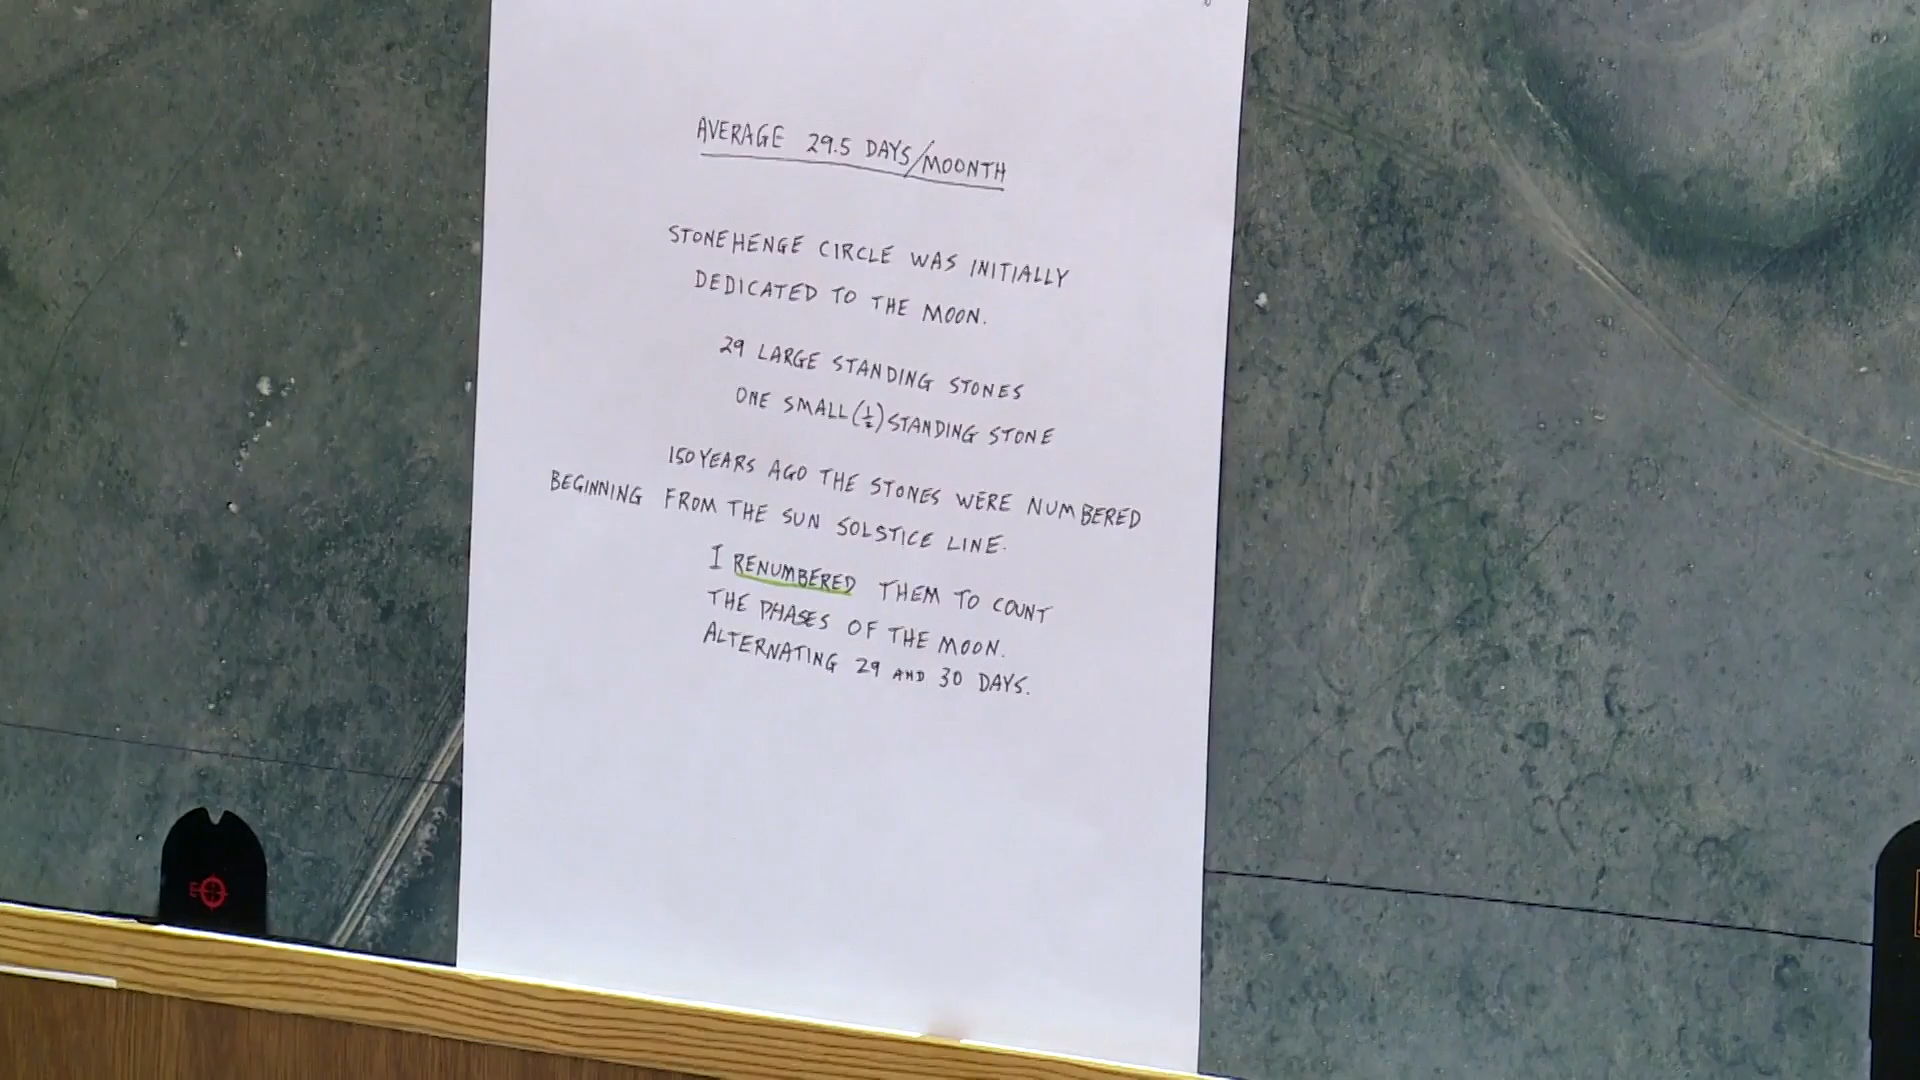 AVERAGE 29.5 DAYS/MOONTH
STONEHENGE CIRCLE WAS INITIALLY
DEDICATED TO THE MOON.
29 LARGE STANDING STONES
ONE SMALL (½) STANDING STONE
150 YEARS AGO THE STONES WERE NUMBERED
BEGINNING FROM THE SUN SOLSTICE LINE.
I RENUMBERED THEM TO COUNT
THE PHASES OF THE MOON.
ALTERNATING 29 AND 30 DAYS.